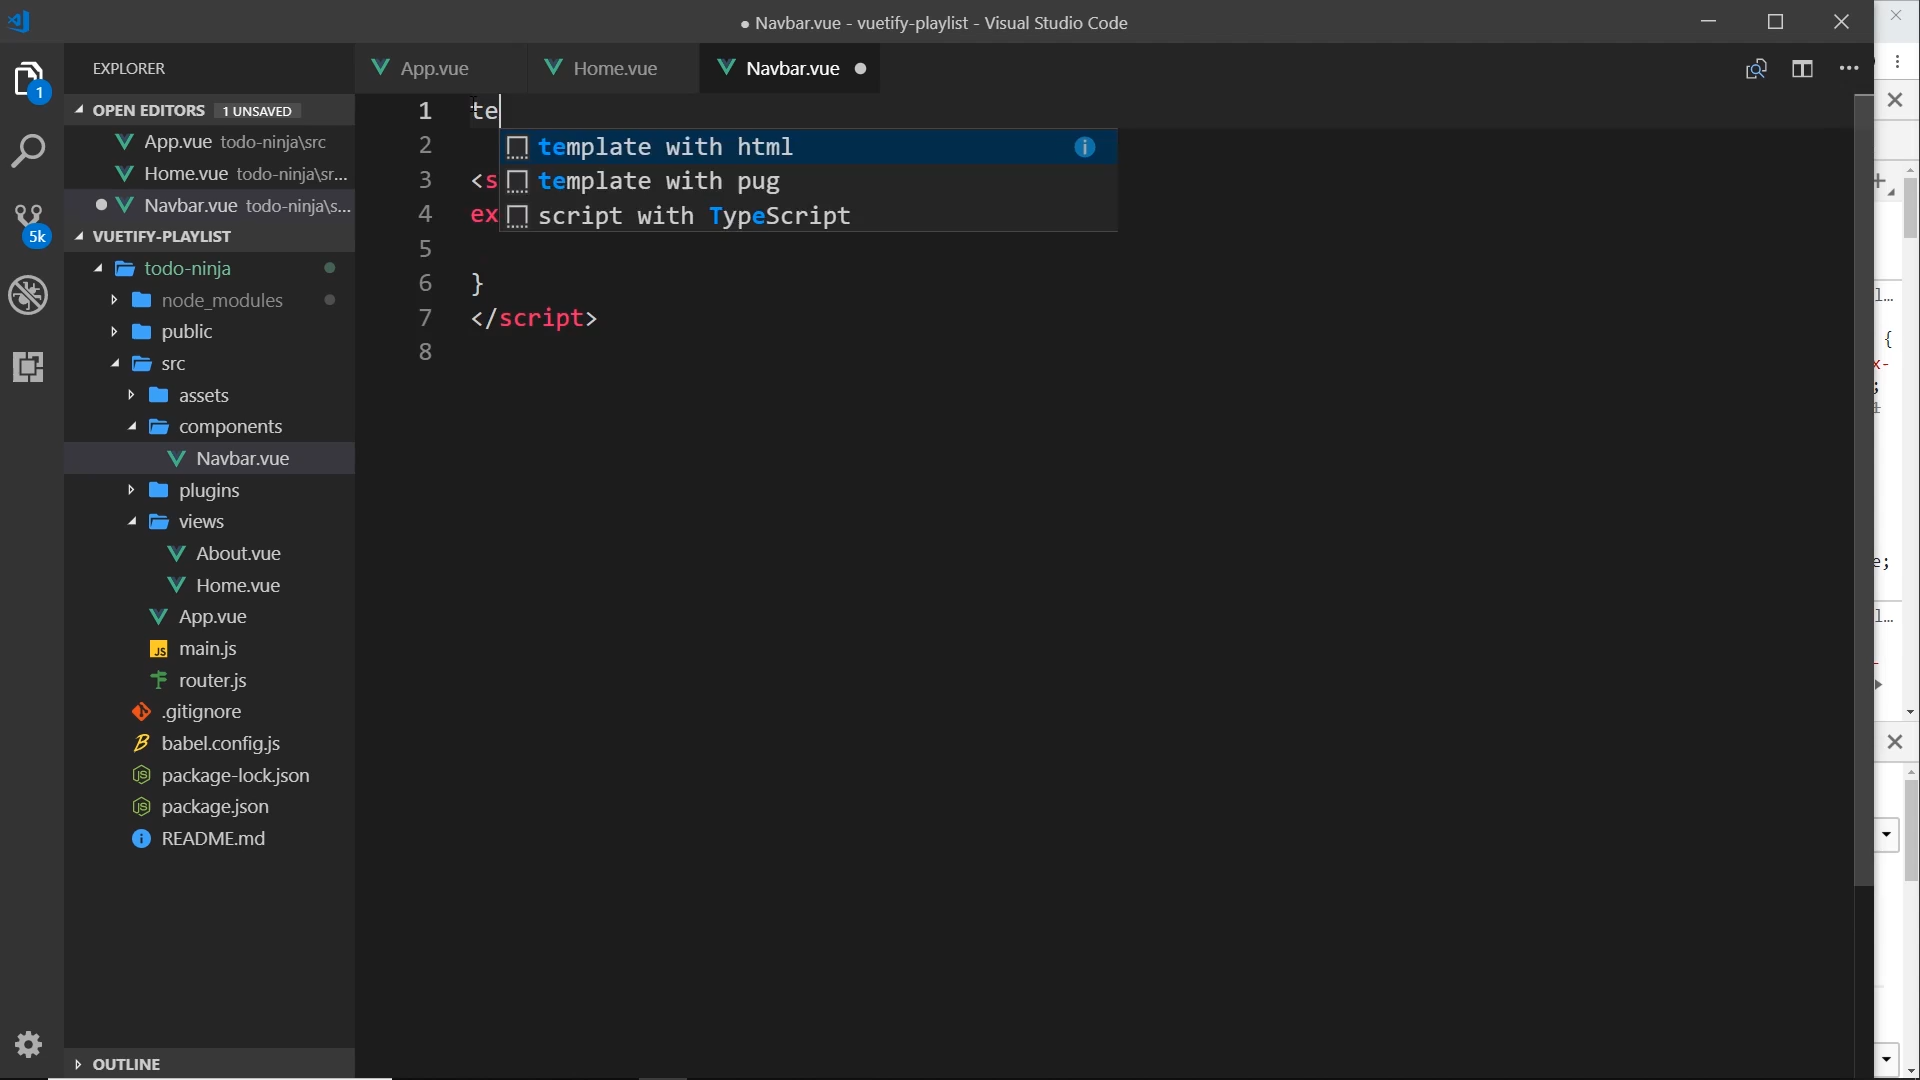 ● Navbar.vue - vuetify-playlist - Visual Studio Code
EXPLORER
App.vue
Home.vue
Navbar.vue ●
1
OPEN EDITORS 1 UNSAVED
App.vue todo-ninja\src
Home.vue todo-ninja\sr...
Navbar.vue todo-ninja\s...
5k
VUETIFY-PLAYLIST
todo-ninja
node_modules
public
src
assets
components
Navbar.vue
plugins
views
About.vue
Home.vue
App.vue
JS main.js
router.js
.gitignore
babel.config.js
package-lock.json
package.json
README.md
OUTLINE
1 te
template with html
template with pug
script with TypeScript
2
3 <s
4 ex
5
6 }
7 </script>
8
l...
{
x-
;
e;
l...